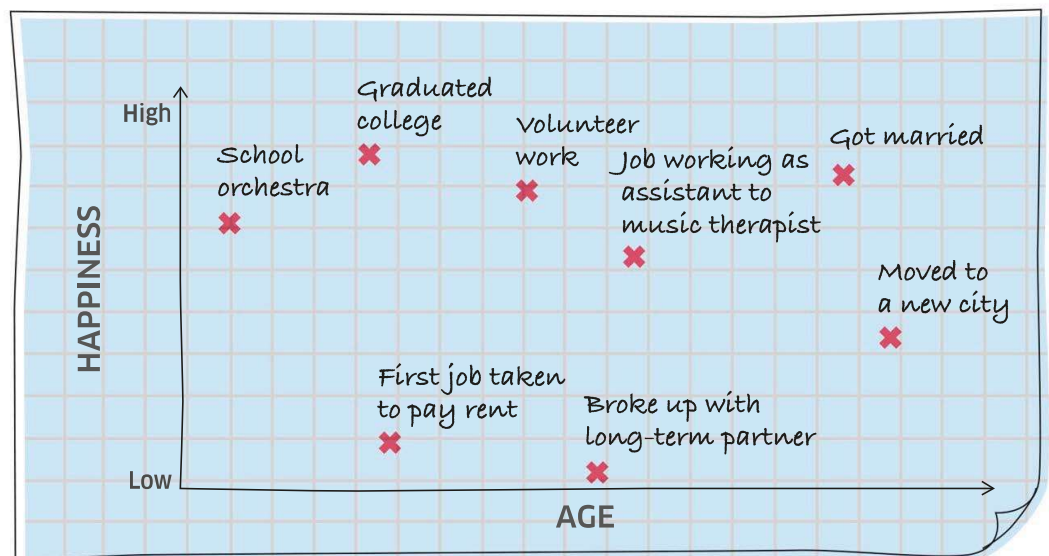 Graduated
college
High
Volunteer
work
Got married
School
orchestra
Job working as
assistant to
music therapist
HAPPINESS
Moved to
a new city
First job taken
to pay rent
Broke up with
long-term partner
Low
AGE